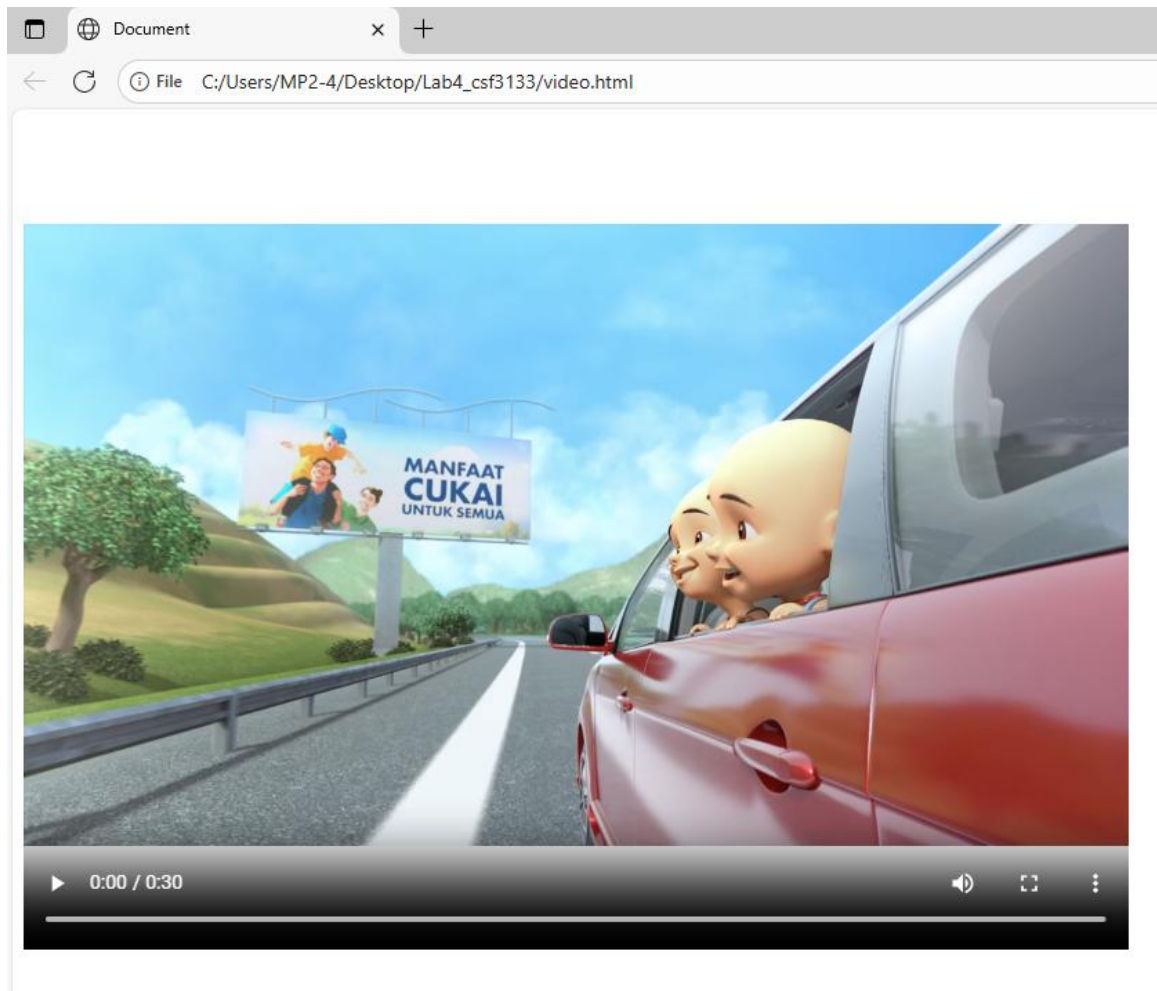 Document
File C:/Users/MP2-4/Desktop/Lab4_csf3133/video.html
MANFAAT
CUKAI
UNTUK SEMUA
0:00 / 0:30